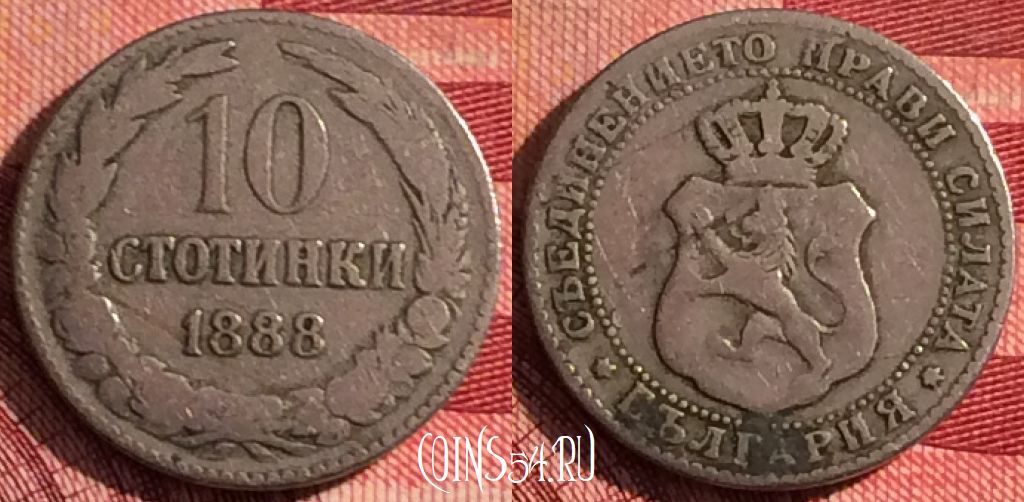 10
СТОТИНКИ
1888
СЪЕДИНЕНИЕТО ПРАВИ СИЛАТА
* БЪЛГАРИЯ *
COINS54.RU